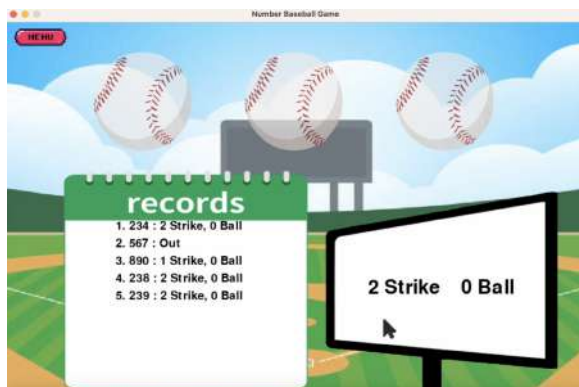 Number Baseball Game
MENU
records
1. 234 : 2 Strike, 0 Ball
2. 567 : Out
3. 890 : 1 Strike, 0 Ball
4. 238 : 2 Strike, 0 Ball
5. 239 : 2 Strike, 0 Ball
2 Strike 0 Ball